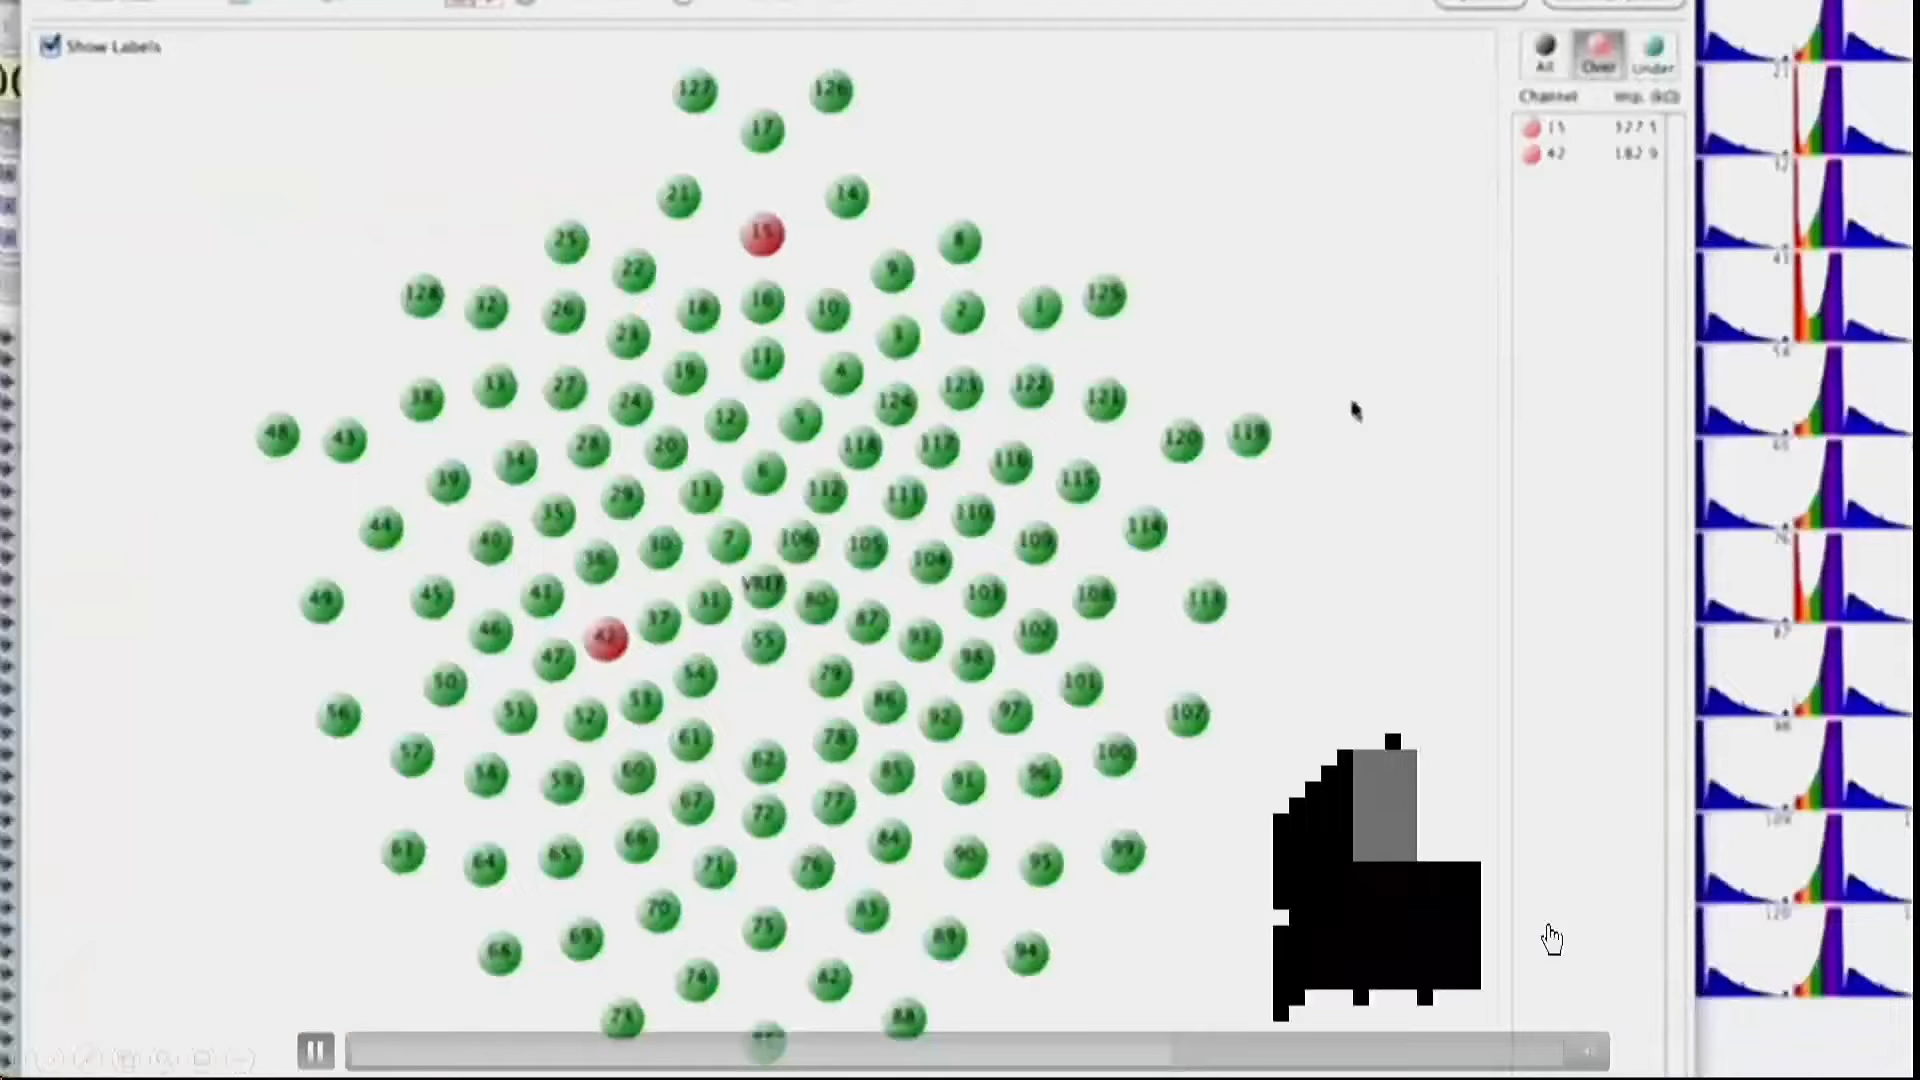 Show Labels
All Over Under
Channel Imp. (kΩ)
15 327 5
42 182 9
127 126
17
21 14
15
25 8
22 9
128 32 26 18 16 10 2 1 125
23 3
11
19 4
38 33 27 24 124 123 122 121
12 5
48 43 28 20 118 117 120 119
39 34 6 116 115
29 13 112 111
44 35 110 114
40 36 30 7 106 105 104 109
VREF
49 45 41 31 80 103 108 113
46 42 37 55 87 93 102
47 98
50 54 79 101
56 51 52 53 86 92 97 107
57 61 62 78 100
58 59 60 85 91 96
67 72 77
63 64 65 66 71 76 84 90 95 99
70 75 83
68 69 89 94
74 82
73 88